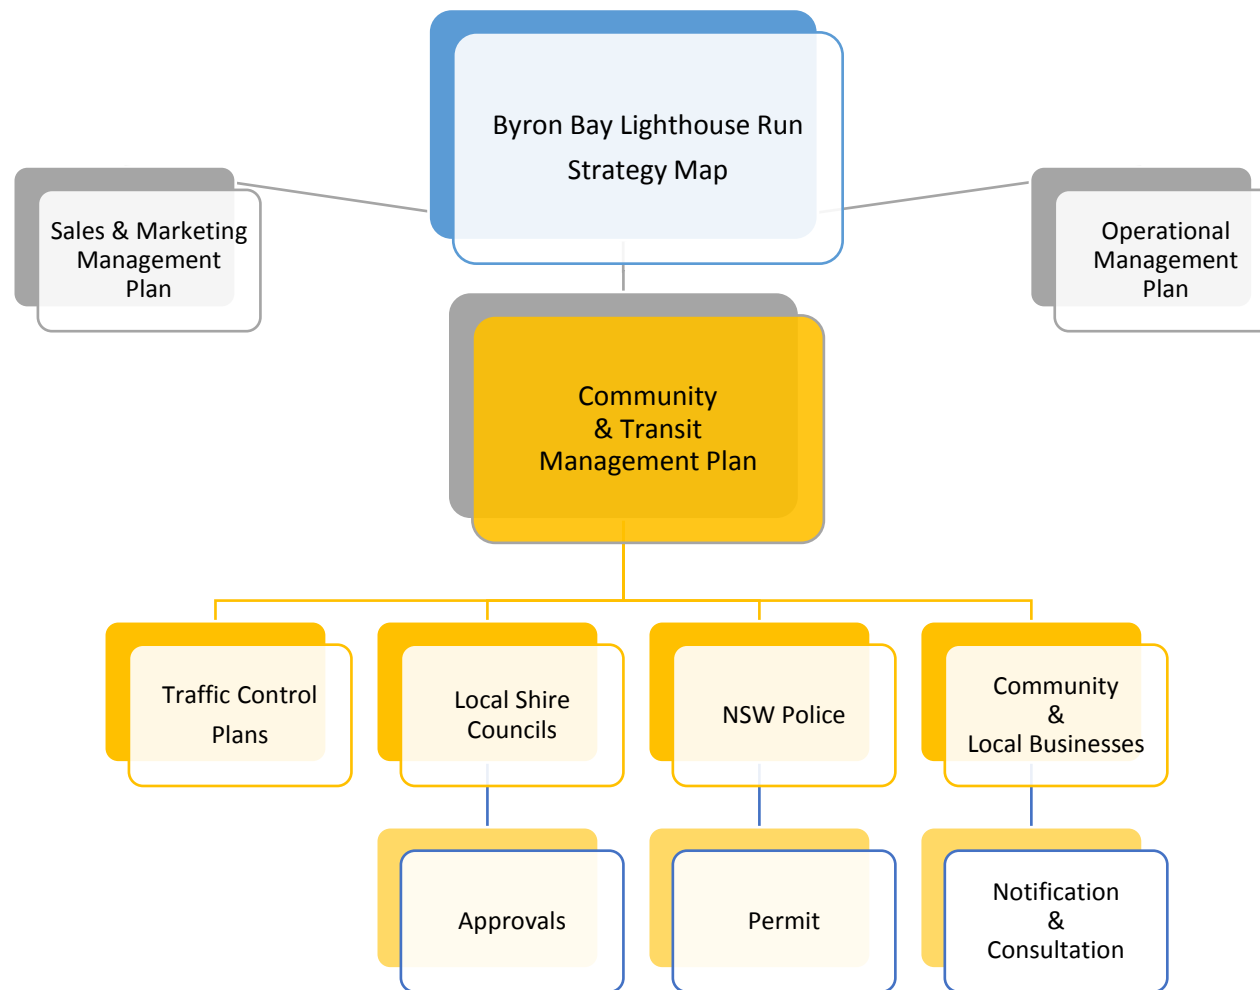 Byron Bay Lighthouse Run
Strategy Map
Sales & Marketing
Management
Plan
Operational
Management
Plan
Community
& Transit
Management Plan
Traffic Control
Plans
Local Shire
Councils
NSW Police
Community
&
Local Businesses
Approvals
Permit
Notification
&
Consultation